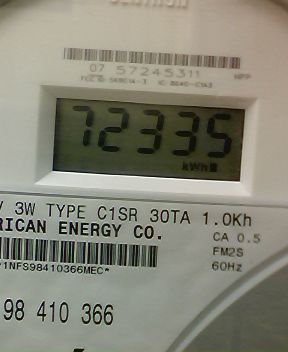 CENTRON
07 57245311
72335
kWh
V 3W TYPE C1SR 30TA 1.0Kh
RICAN ENERGY CO.
CA 0.5
FM2S
60Hz
*1NFS98410366MEC*
98 410 366